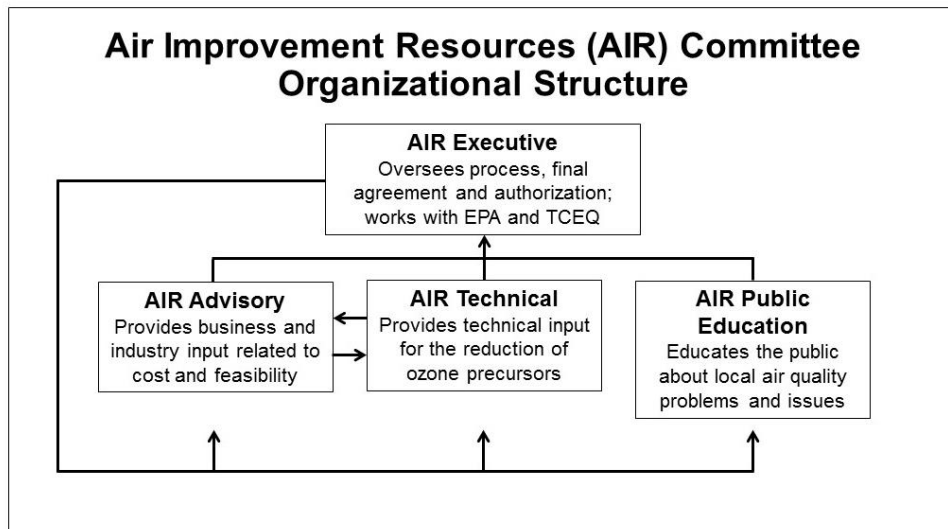 Air Improvement Resources (AIR) Committee
Organizational Structure
AIR Executive
Oversees process, final
agreement and authorization;
works with EPA and TCEQ
AIR Advisory
Provides business and
industry input related to
cost and feasibility
AIR Technical
Provides technical input
for the reduction of
ozone precursors
AIR Public
Education
Educates the public
about local air quality
problems and issues